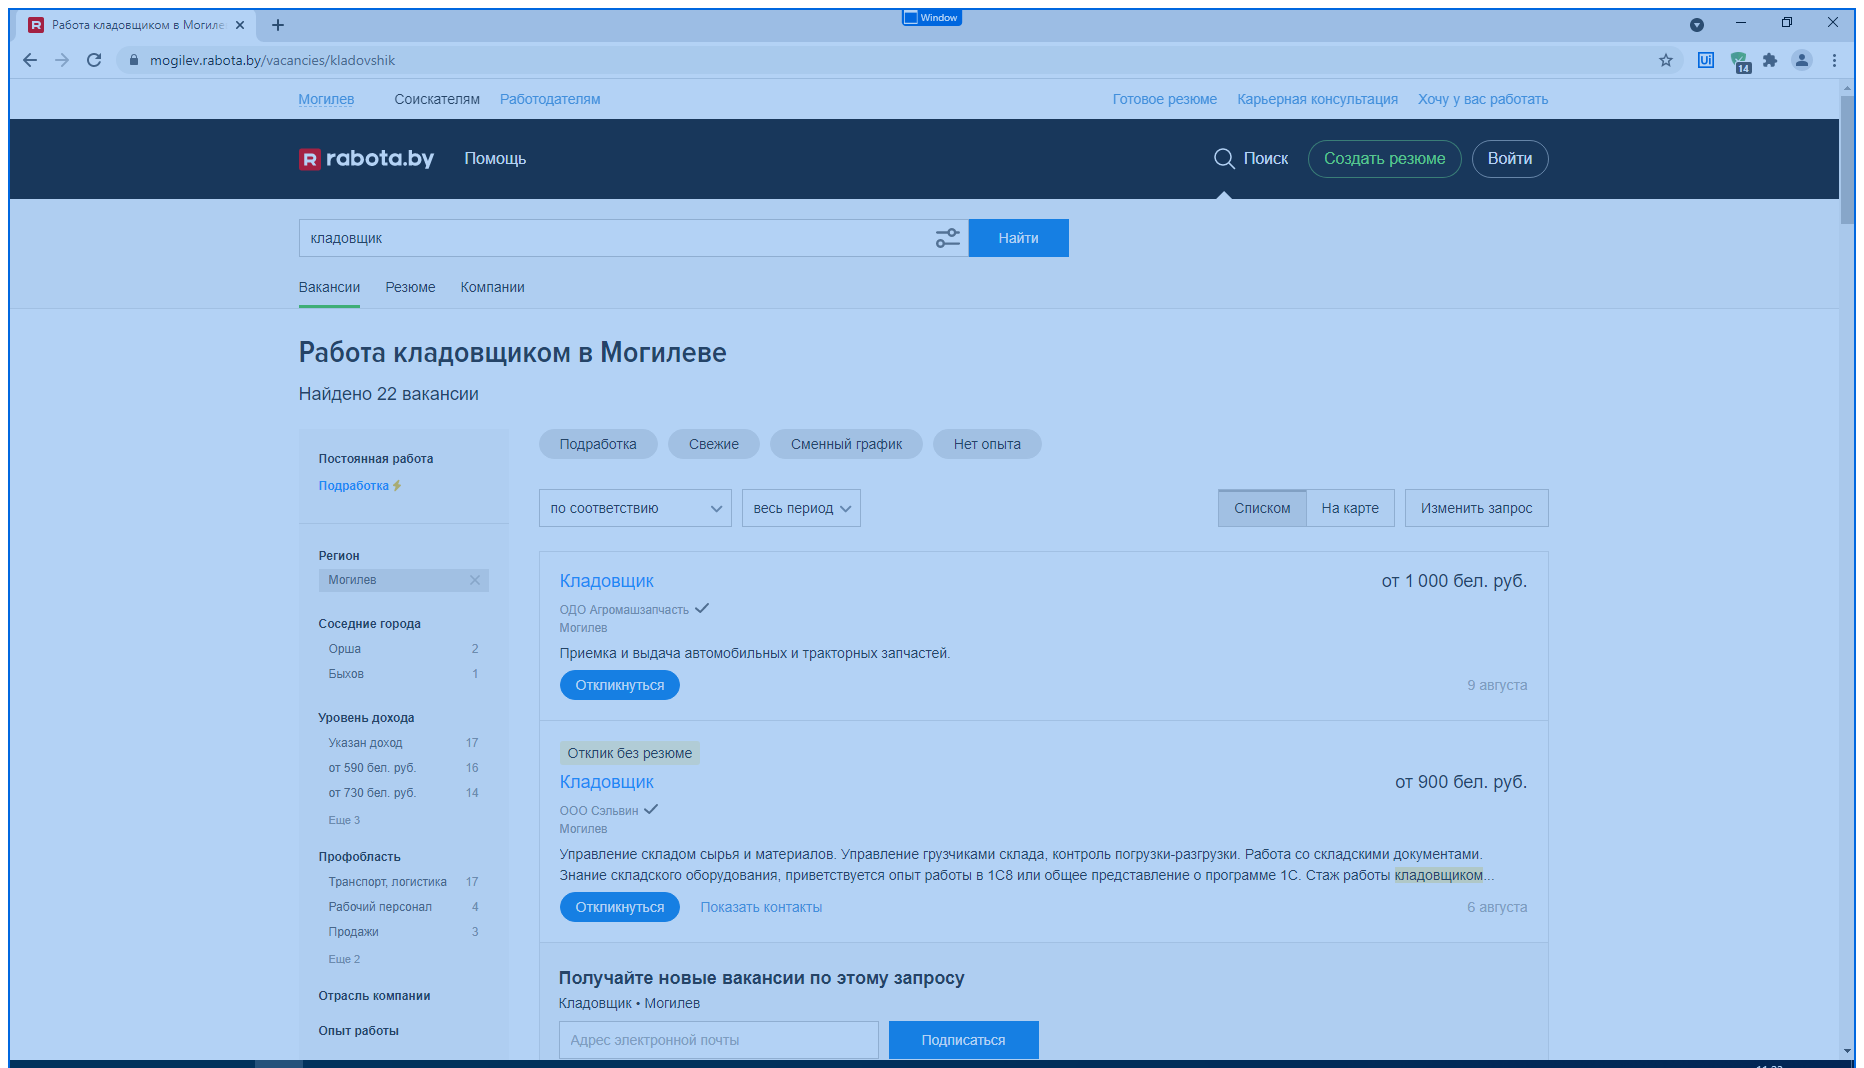 Window
Работа кладовщиком в Могиле
mogilev.rabota.by/vacancies/kladovshik
Ui
14
Могилев Соискателям Работодателям Готовое резюме Карьерная консультация Хочу у вас работать
R rabota.by Помощь Поиск Создать резюме Войти
кладовщик Найти
Вакансии Резюме Компании
Работа кладовщиком в Могилеве
Найдено 22 вакансии
Постоянная работа
Подработка
Регион
Могилев
Соседние города
Орша 2
Быхов 1
Уровень дохода
Указан доход 17
от 590 бел. руб. 16
от 730 бел. руб. 14
Еще 3
Профобласть
Транспорт, логистика 17
Рабочий персонал 4
Продажи 3
Еще 2
Отрасль компании
Опыт работы
Подработка Свежие Сменный график Нет опыта
по соответствию весь период Списком На карте Изменить запрос
Кладовщик от 1 000 бел. руб.
ОДО Агромашзапчасть
Могилев
Приемка и выдача автомобильных и тракторных запчастей.
Откликнуться 9 августа
Отклик без резюме
Кладовщик от 900 бел. руб.
ООО Сэльвин
Могилев
Управление складом сырья и материалов. Управление грузчиками склада, контроль погрузки-разгрузки. Работа со складскими документами.
Знание складского оборудования, приветствуется опыт работы в 1С8 или общее представление о программе 1С. Стаж работы кладовщиком...
Откликнуться Показать контакты 6 августа
Получайте новые вакансии по этому запросу
Кладовщик • Могилев
Адрес электронной почты Подписаться